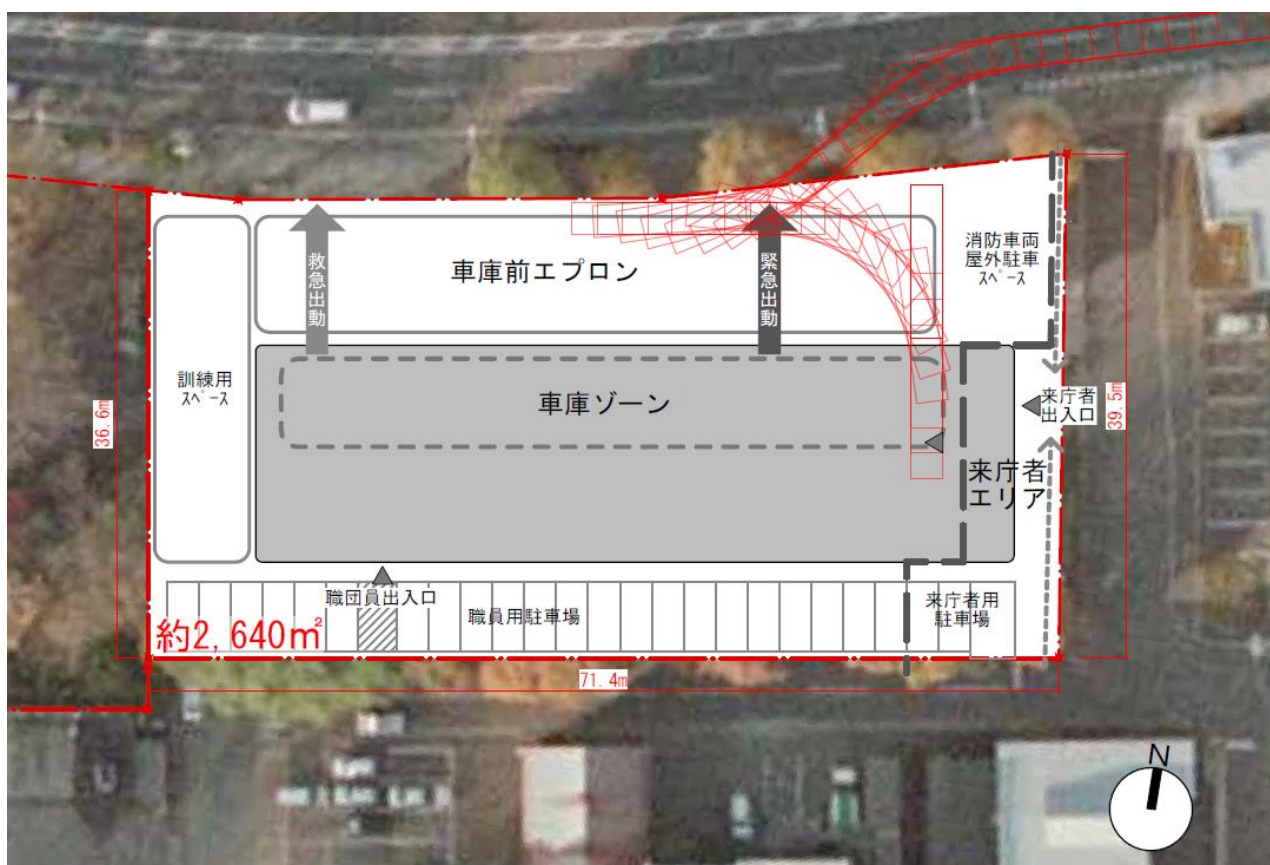 救急出動
緊急出動
車庫前エプロン
消防車両
屋外駐車
スペース
訓練用
スペース
車庫ゾーン
来庁者
出入口
36.6m
39.5m
来庁者
エリア
職団員出入口
職員用駐車場
来庁者用
駐車場
約2,640㎡
71.4m
N